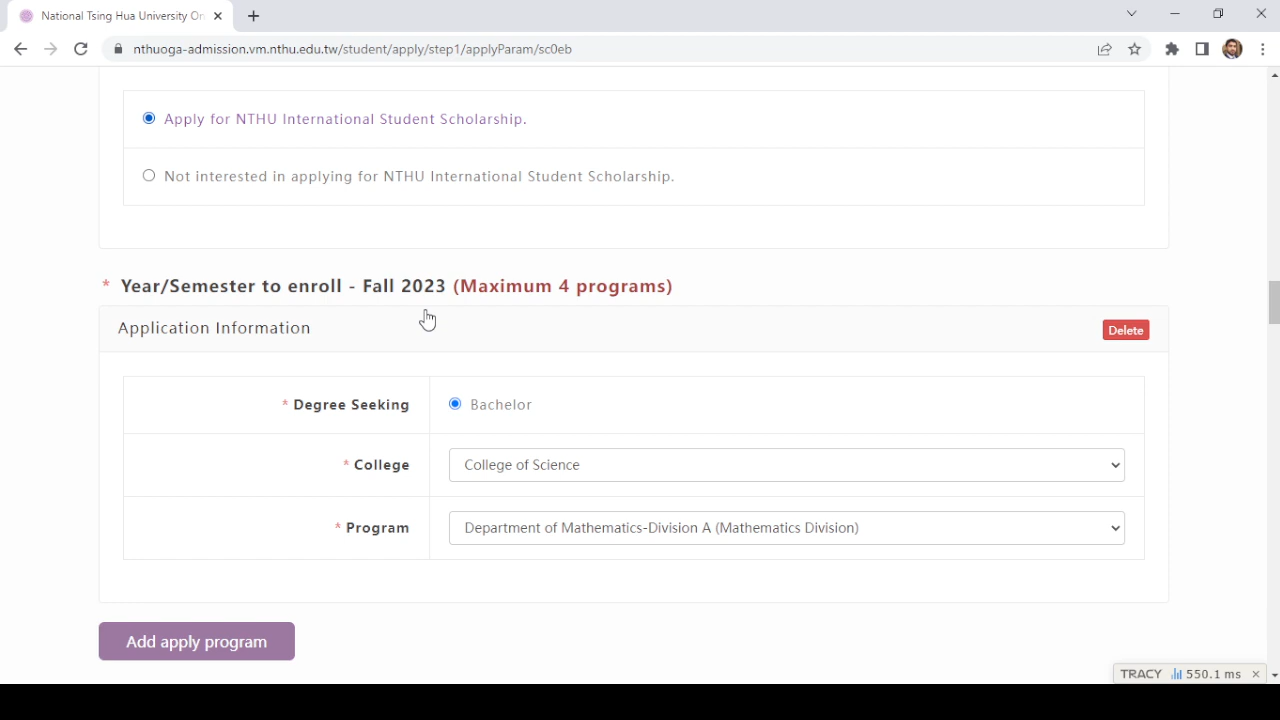 National Tsing Hua University On
nthuoga-admission.vm.nthu.edu.tw/student/apply/step1/applyParam/sc0eb
Apply for NTHU International Student Scholarship.
Not interested in applying for NTHU International Student Scholarship.
* Year/Semester to enroll - Fall 2023 (Maximum 4 programs)
Application Information
Delete
* Degree Seeking
Bachelor
* College
College of Science
* Program
Department of Mathematics-Division A (Mathematics Division)
Add apply program
TRACY 550.1 ms ×